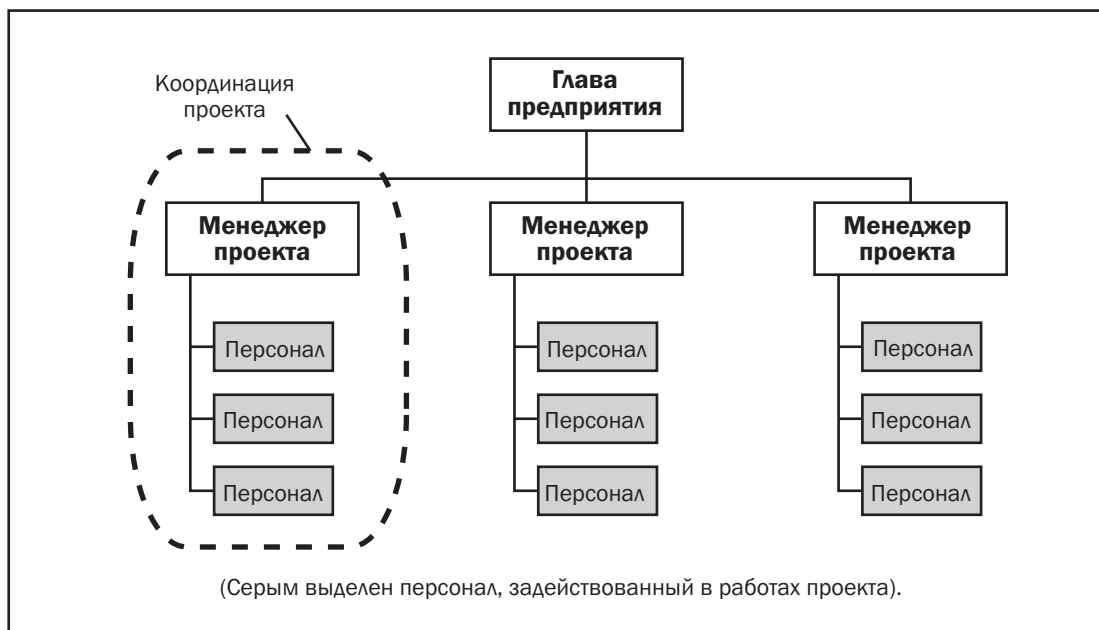 Координация
проекта
Глава
предприятия
Менеджер
проекта
Менеджер
проекта
Менеджер
проекта
Персонал
Персонал
Персонал
Персонал
Персонал
Персонал
Персонал
Персонал
Персонал
(Серым выделен персонал, задействованный в работах проекта).